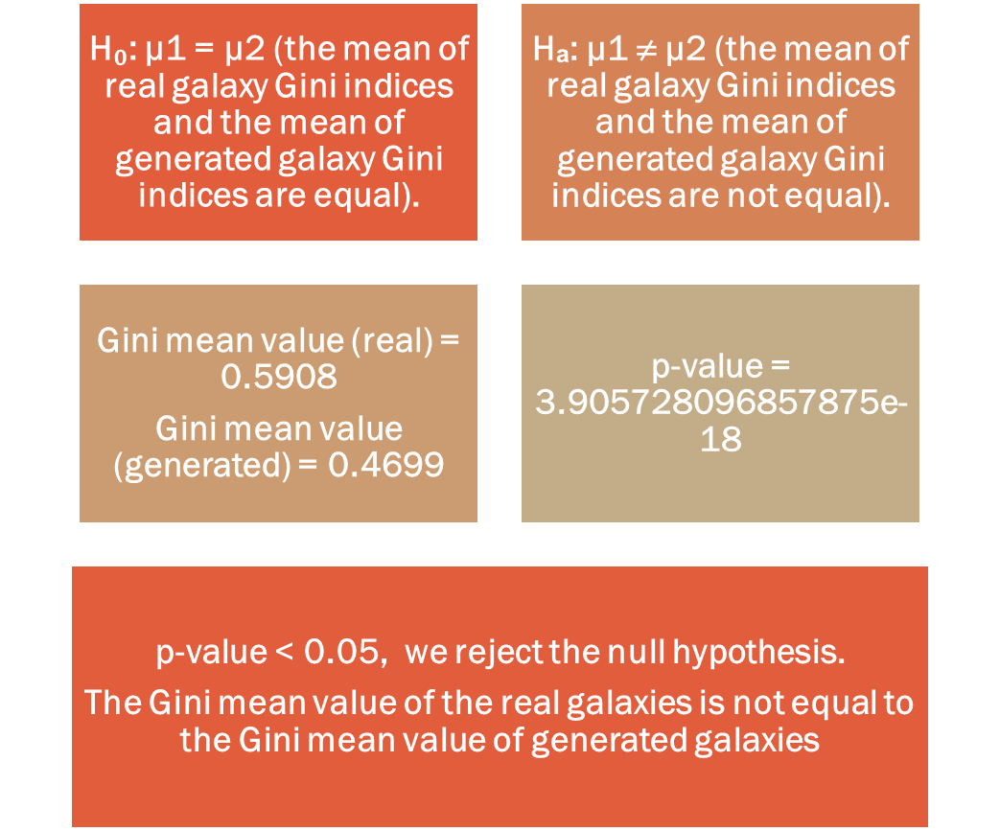 H₀: µ1 = µ2 (the mean of
real galaxy Gini indices
and the mean of
generated galaxy Gini
indices are equal).
Hₐ: µ1 ≠ µ2 (the mean of
real galaxy Gini indices
and the mean of
generated galaxy Gini
indices are not equal).
Gini mean value (real) =
0.5908
Gini mean value
(generated) = 0.4699
p-value =
3.9057280968578​75e-
18
p-value < 0.05,  we reject the null hypothesis.
The Gini mean value of the real galaxies is not equal to
the Gini mean value of generated galaxies